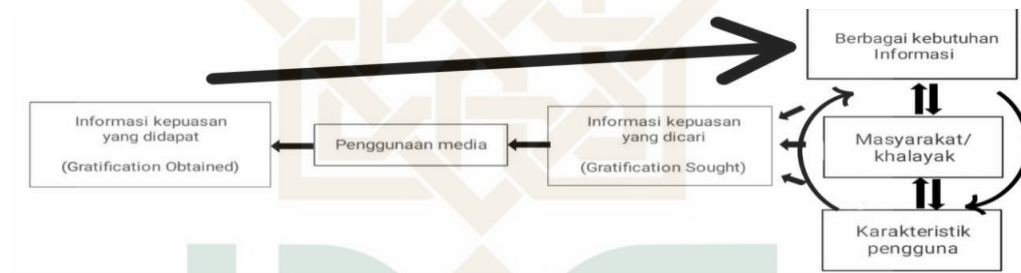 Berbagai kebutuhan
Informasi
Informasi kepuasan
yang didapat
(Gratification Obtained)
Penggunaan media
Informasi kepuasan
yang dicari
(Gratification Sought)
Masyarakat/
khalayak
Karakteristik
pengguna